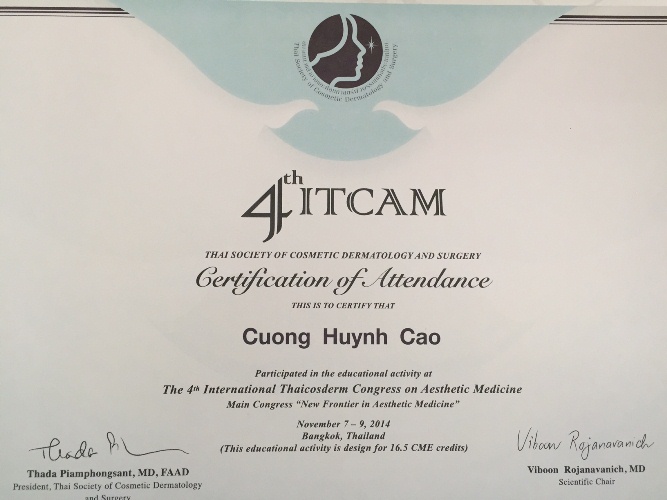 Thai Society of Cosmetic Dermatology and Surgery
4th ITCAM
THAI SOCIETY OF COSMETIC DERMATOLOGY AND SURGERY
Certification of Attendance
THIS IS TO CERTIFY THAT
Cuong Huynh Cao
Participated in the educational activity at
The 4th International Thaicosderm Congress on Aesthetic Medicine
Main Congress “New Frontier in Aesthetic Medicine”
November 7 – 9, 2014
Bangkok, Thailand
(This educational activity is design for 16.5 CME credits)
Thada
Thada Piamphongsant, MD, FAAD
President, Thai Society of Cosmetic Dermatology
and Surgery
Viboon Rojanavanich
Viboon Rojanavanich, MD
Scientific Chair